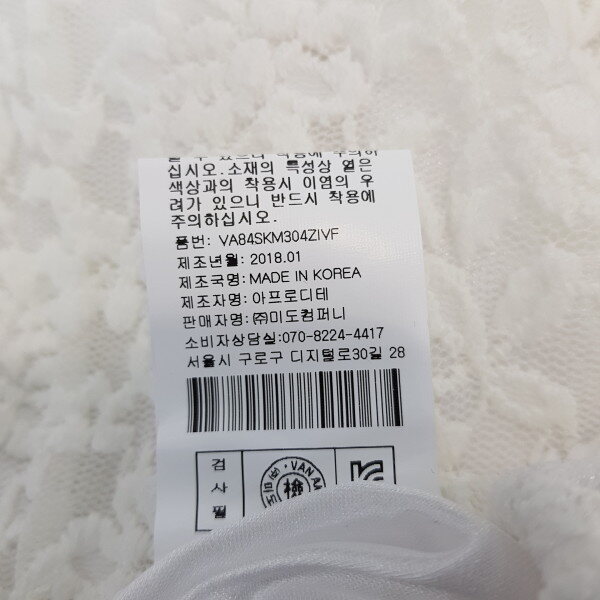 십시오.소재의 특성상 옅은
색상과의 착용시 이염의 우
려가 있으니 반드시 착용에
주의하십시오.
품번: VA84SKM304ZIVF
제조년월: 2018.01
제조국명: MADE IN KOREA
제조자명: 아프로디테
판매자명: ㈜미도컴퍼니
소비자상담실:070-8224-4417
서울시 구로구 디지털로30길 28
검
사
필
檢